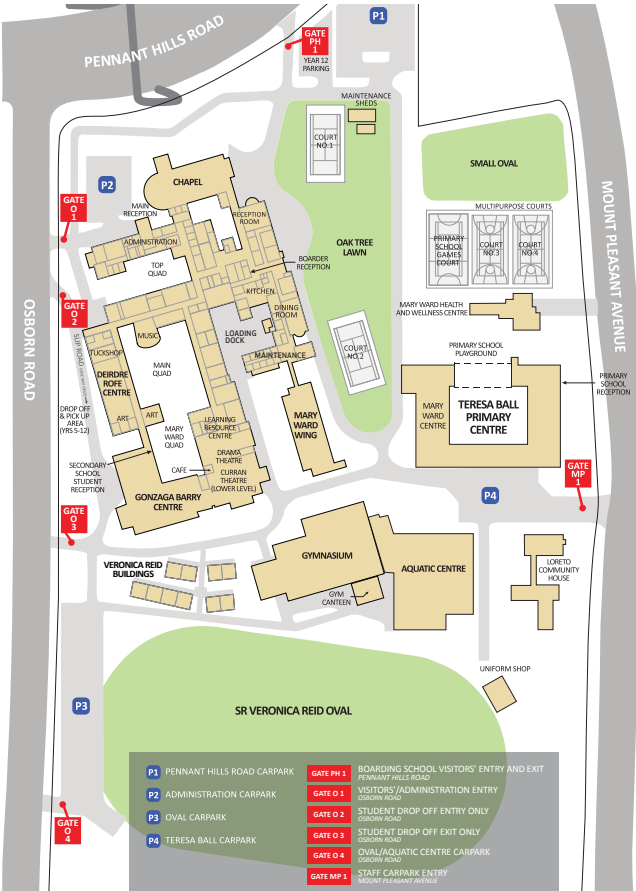 P1
PENNANT HILLS ROAD
GATE
PH
1
YEAR 12
PARKING
MAINTENANCE
SHEDS
COURT
NO.1
SMALL OVAL
P2
CHAPEL
GATE
O
1
MAIN
RECEPTION
RECEPTION
ROOM
MULTIPURPOSE COURTS
MOUNT PLEASANT AVENUE
ADMINISTRATION
OAK TREE
LAWN
PRIMARY
SCHOOL
GAMES
COURT
COURT
NO.3
COURT
NO.4
TOP
QUAD
BOARDER
RECEPTION
GATE
O
2
KITCHEN
DINING
ROOM
MARY WARD HEALTH
AND WELLNESS CENTRE
OSBORN ROAD
SLIP ROAD
MUSIC
LOADING
DOCK
TUCKSHOP
MAINTENANCE
COURT
NO.2
PRIMARY SCHOOL
PLAYGROUND
MAIN
QUAD
DEIRDRE
ROFE
CENTRE
PRIMARY
SCHOOL
RECEPTION
DROP OFF
& PICK UP
AREA
(YRS 5-12)
ART
ART
MARY
WARD
QUAD
LEARNING
RESOURCE
CENTRE
MARY
WARD
WING
MARY
WARD
CENTRE
TERESA BALL
PRIMARY
CENTRE
DRAMA
THEATRE
SECONDARY
SCHOOL
STUDENT
RECEPTION
CAFE
CURRAN
THEATRE
(LOWER LEVEL)
GATE
MP
1
GONZAGA BARRY
CENTRE
P4
GATE
O
3
VERONICA REID
BUILDINGS
GYMNASIUM
AQUATIC CENTRE
LORETO
COMMUNITY
HOUSE
GYM
CANTEEN
UNIFORM SHOP
P3
SR VERONICA REID OVAL
GATE
O
4
P1 PENNANT HILLS ROAD CARPARK
P2 ADMINISTRATION CARPARK
P3 OVAL CARPARK
P4 TERESA BALL CARPARK
GATE PH 1 BOARDING SCHOOL VISITORS' ENTRY AND EXIT
PENNANT HILLS ROAD
GATE O 1 VISITORS'/ADMINISTRATION ENTRY
OSBORN ROAD
GATE O 2 STUDENT DROP OFF ENTRY ONLY
OSBORN ROAD
GATE O 3 STUDENT DROP OFF EXIT ONLY
OSBORN ROAD
GATE O 4 OVAL/AQUATIC CENTRE CARPARK
OSBORN ROAD
GATE MP 1 STAFF CARPARK ENTRY
MOUNT PLEASANT AVENUE